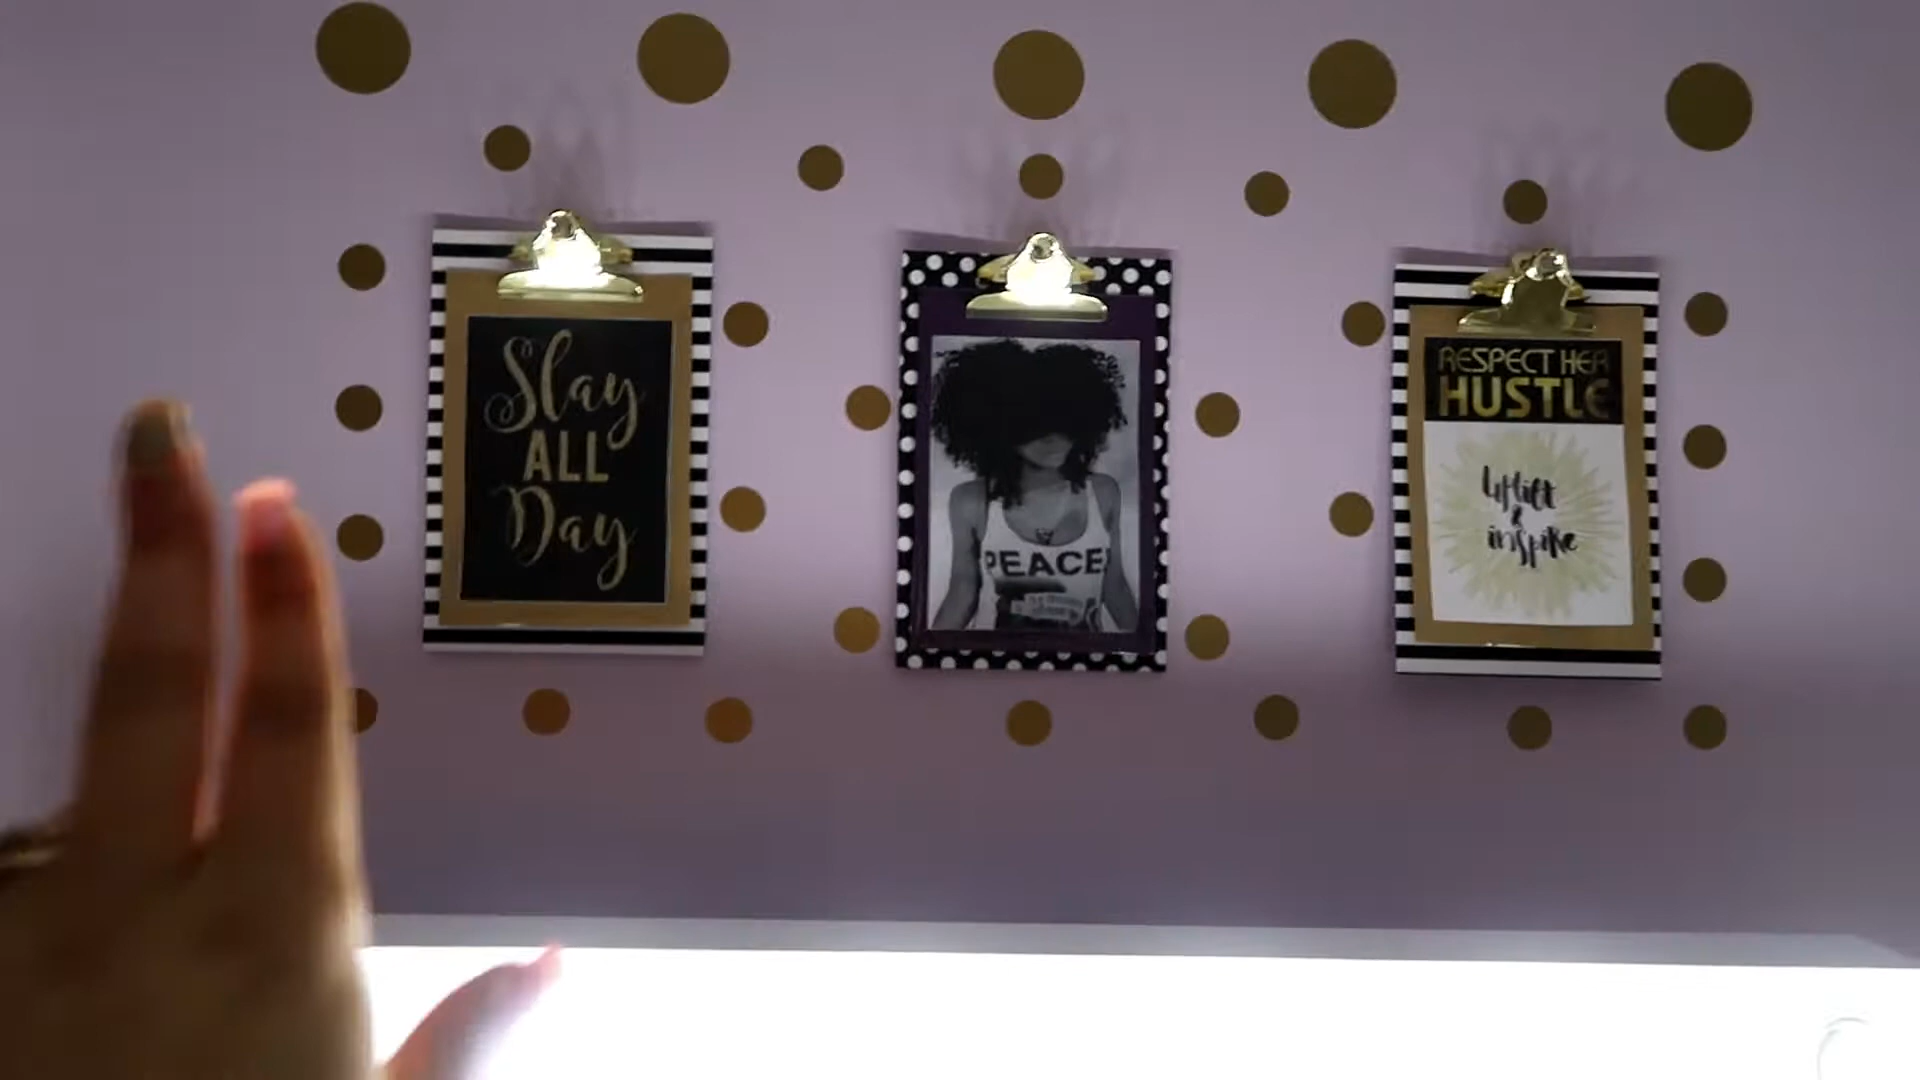 Slay
ALL
Day
PEACE
RESPECT HER
HUSTLE
uplift
&
inspire